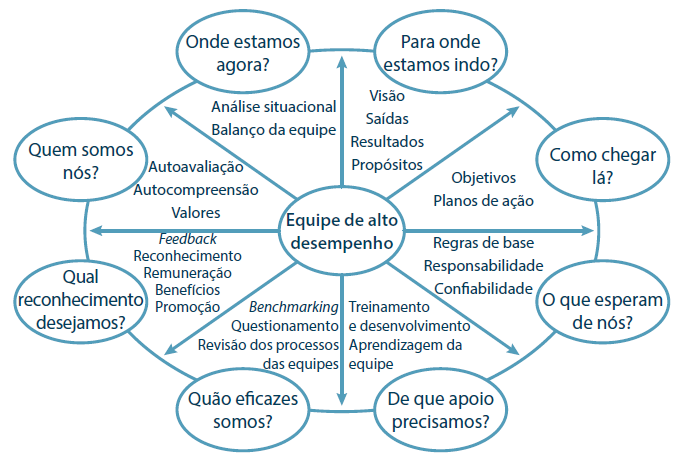 Onde estamos
agora?
Para onde
estamos indo?
Quem somos
nós?
Análise situacional
Balanço da equipe
Visão
Saídas
Resultados
Propósitos
Como chegar
lá?
Autoavaliação
Autocompreensão
Valores
Objetivos
Planos de ação
Equipe de alto
desempenho
Feedback
Reconhecimento
Remuneração
Benefícios
Promoção
Regras de base
Responsabilidade
Confiabilidade
Qual
reconhecimento
desejamos?
O que esperam
de nós?
Benchmarking
Questionamento
Revisão dos processos
das equipes
Treinamento
e desenvolvimento
Aprendizagem da
equipe
Quão eficazes
somos?
De que apoio
precisamos?